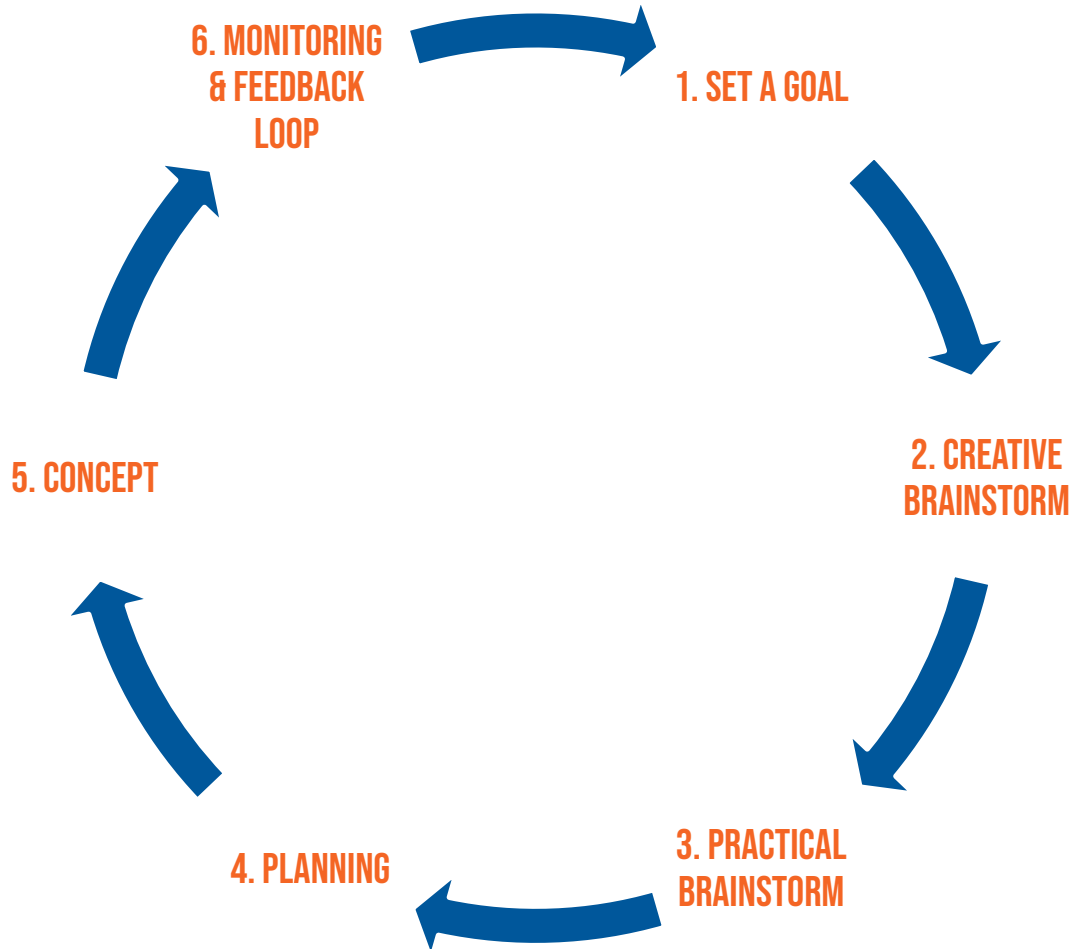 1. SET A GOAL
2. CREATIVE
BRAINSTORM
3. PRACTICAL
BRAINSTORM
4. PLANNING
5. CONCEPT
6. MONITORING
& FEEDBACK
LOOP